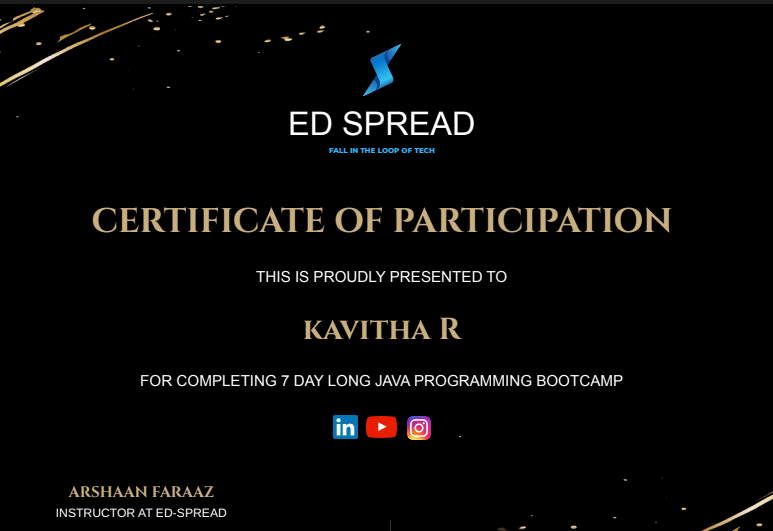 ED SPREAD
FALL IN THE LOOP OF TECH
CERTIFICATE OF PARTICIPATION
THIS IS PROUDLY PRESENTED TO
KAVITHA R
FOR COMPLETING 7 DAY LONG JAVA PROGRAMMING BOOTCAMP
in
ARSHAAN FARAAZ
INSTRUCTOR AT ED-SPREAD